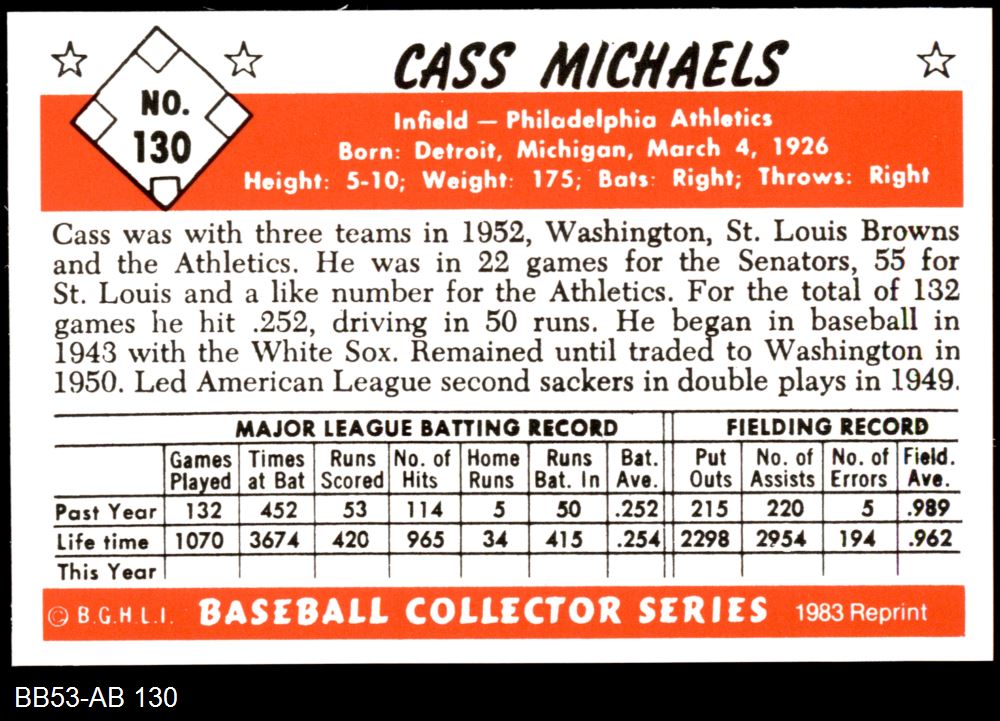 CASS MICHAELS
NO.
130
Infield — Philadelphia Athletics
Born: Detroit, Michigan, March 4, 1926
Height: 5-10; Weight: 175; Bats: Right; Throws: Right
Cass was with three teams in 1952, Washington, St. Louis Browns
and the Athletics. He was in 22 games for the Senators, 55 for
St. Louis and a like number for the Athletics. For the total of 132
games he hit .252, driving in 50 runs. He began in baseball in
1943 with the White Sox. Remained until traded to Washington in
1950. Led American League second sackers in double plays in 1949.
MAJOR LEAGUE BATTING RECORD FIELDING RECORD
Games Times Runs No. of Home Runs Bat. Put No. of No. of Field.
Played at Bat Scored Hits Runs Bat. In Ave. Outs Assists Errors Ave.
Past Year 132 452 53 114 5 50 .252 215 220 5 .989
Life time 1070 3674 420 965 34 415 .254 2298 2954 194 .962
This Year
© B.G.H.L.I. BASEBALL COLLECTOR SERIES 1983 Reprint
BB53-AB 130